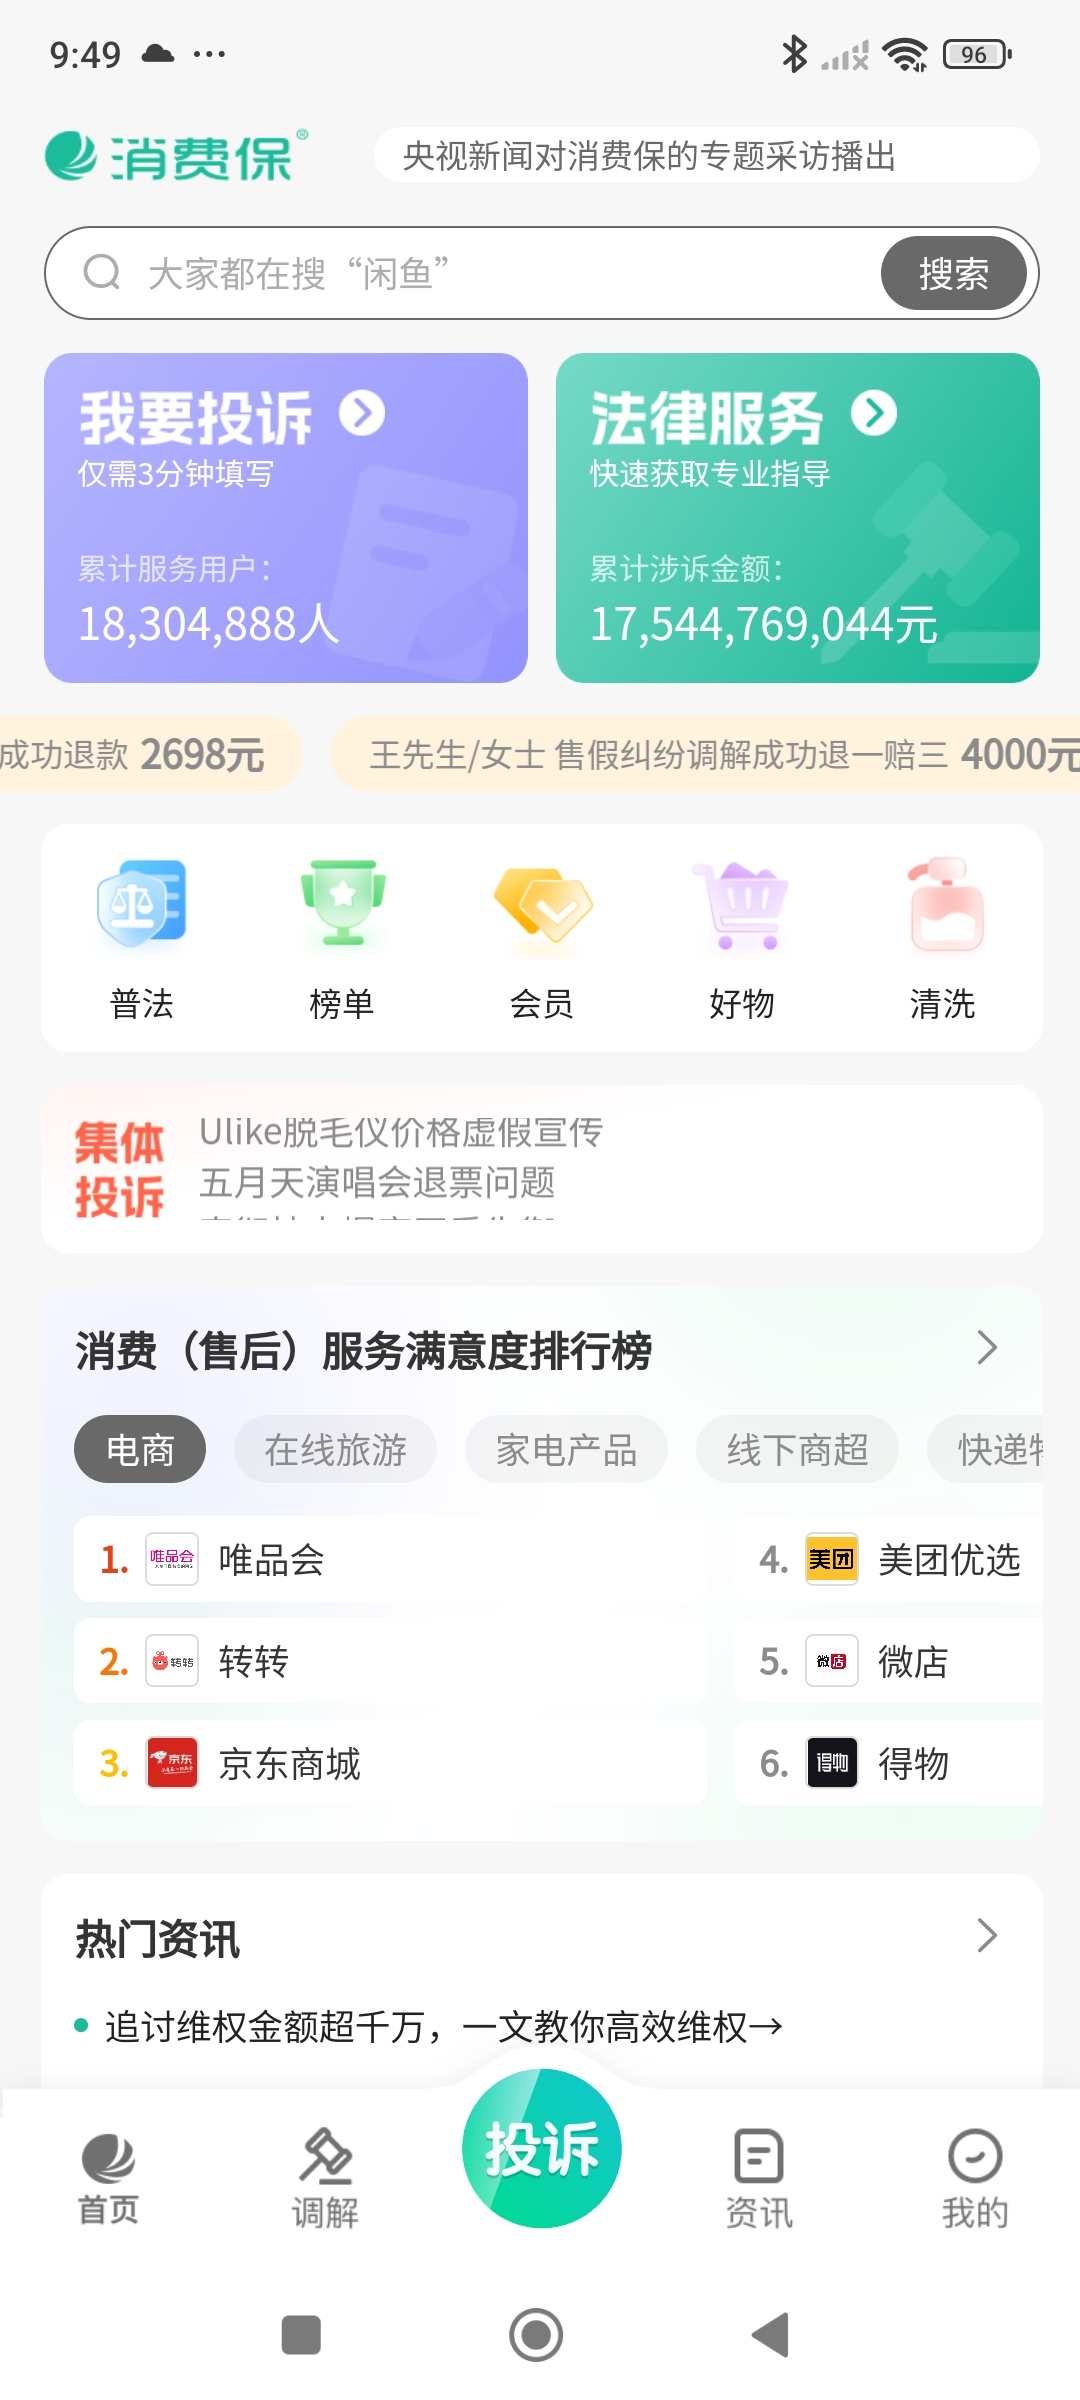 9:49
96
消费保®
央视新闻对消费保的专题采访播出
大家都在搜“闲鱼”
搜索
我要投诉
仅需3分钟填写
累计服务用户：
18,304,888人
法律服务
快速获取专业指导
累计涉诉金额：
17,544,769,044元
成功退款 2698元
王先生/女士 售假纠纷调解成功退一赔三 4000元
普法
榜单
会员
好物
清洗
集体
投诉
Ulike脱毛仪价格虚假宣传
五月天演唱会退票问题
消费（售后）服务满意度排行榜
电商
在线旅游
家电产品
线下商超
快递
1. 唯品会 唯品会
2. 转转 转转
3. 京东 京东商城
4. 美团 美团优选
5. 微店 微店
6. 得物 得物
热门资讯
追讨维权金额超千万，一文教你高效维权→
首页
调解
投诉
资讯
我的